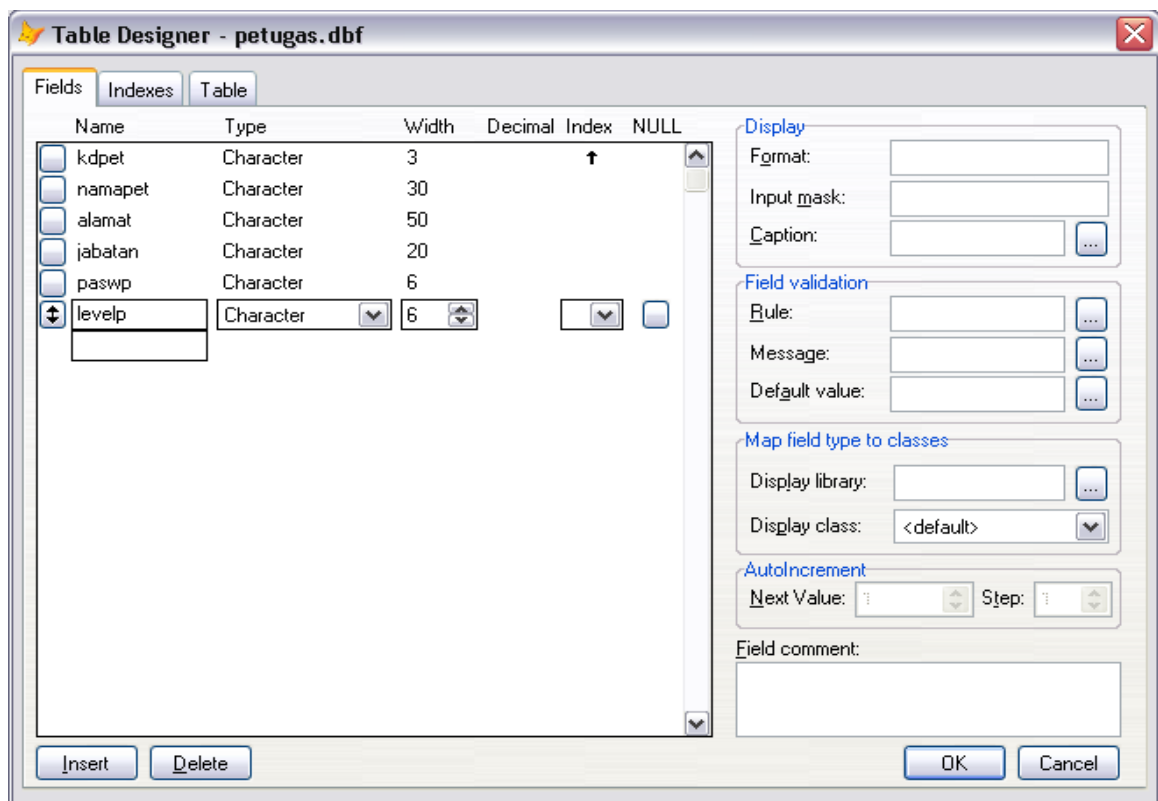 Table Designer - petugas.dbf
Fields Indexes Table
Name Type Width Decimal Index NULL
kdpet Character 3 ↑
namapet Character 30
alamat Character 50
jabatan Character 20
paswp Character 6
levelp Character 6
Display
Format:
Input mask:
Caption: ...
Field validation
Rule: ...
Message: ...
Default value: ...
Map field type to classes
Display library: ...
Display class: <default>
AutoIncrement
Next Value: 1 Step: 1
Field comment:
Insert Delete OK Cancel